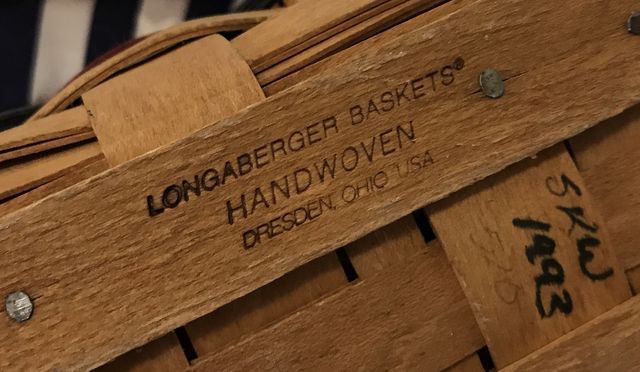 LONGABERGER BASKETS®
HANDWOVEN
DRESDEN, OHIO USA
SKW
1993